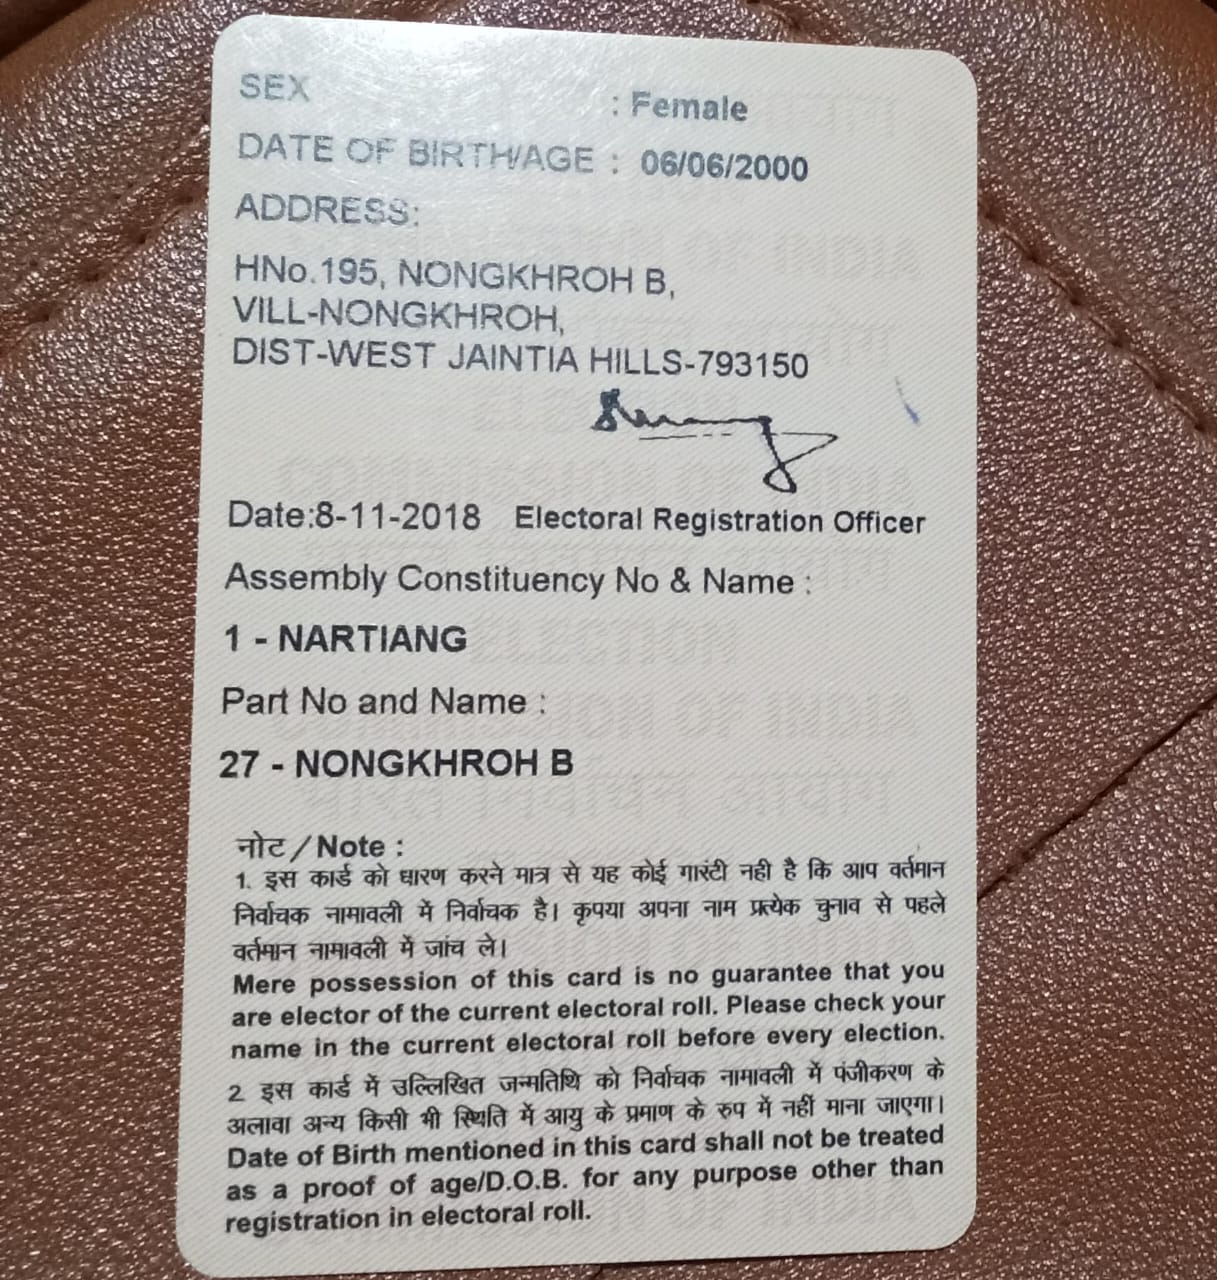 SEX : Female
DATE OF BIRTH/AGE : 06/06/2000
ADDRESS:
HNo.195, NONGKHROH B,
VILL-NONGKHROH,
DIST-WEST JAINTIA HILLS-793150
Date:8-11-2018 Electoral Registration Officer
Assembly Constituency No & Name :
1 - NARTIANG
Part No and Name :
27 - NONGKHROH B
नोट / Note :
1. इस कार्ड को धारण करने मात्र से यह कोई गारंटी नही है कि आप वर्तमान
निर्वाचक नामावली में निर्वाचक है। कृपया अपना नाम प्रत्येक चुनाव से पहले
वर्तमान नामावली में जांच ले।
Mere possession of this card is no guarantee that you
are elector of the current electoral roll. Please check your
name in the current electoral roll before every election.
2. इस कार्ड में उल्लिखित जन्मतिथि को निर्वाचक नामावली में पंजीकरण के
अलावा अन्य किसी भी स्थिति में आयु के प्रमाण के रुप में नहीं माना जाएगा।
Date of Birth mentioned in this card shall not be treated
as a proof of age/D.O.B. for any purpose other than
registration in electoral roll.